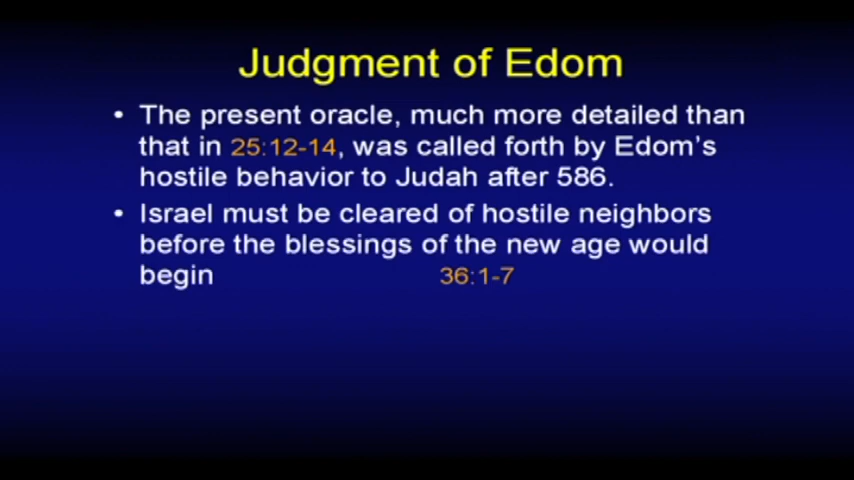 Judgment of Edom
• The present oracle, much more detailed than
that in 25:12-14, was called forth by Edom's
hostile behavior to Judah after 586.
• Israel must be cleared of hostile neighbors
before the blessings of the new age would
begin 36:1-7